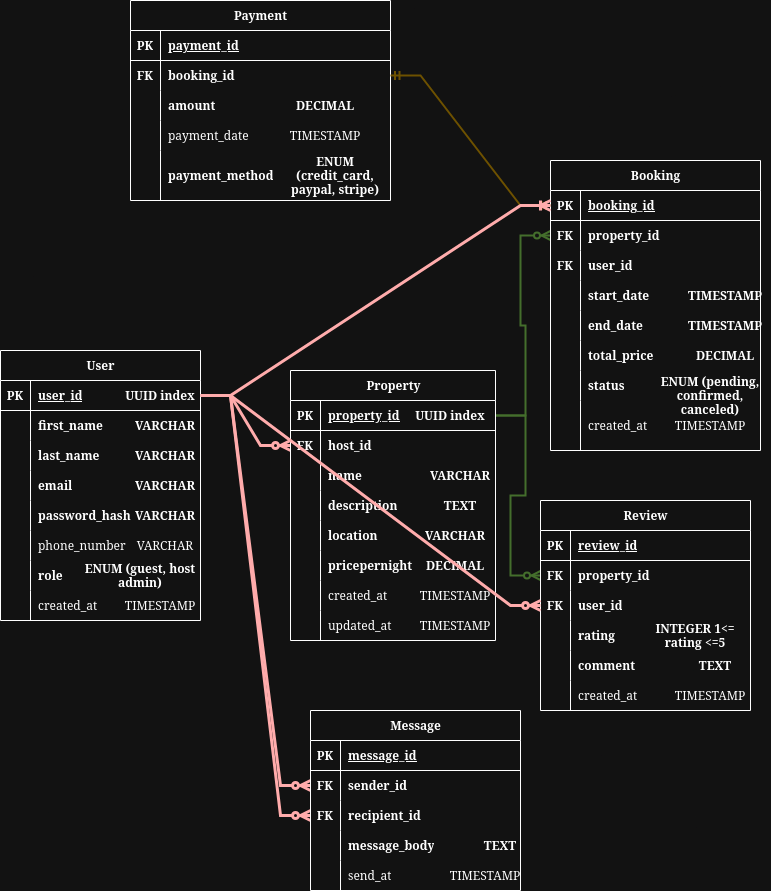 Payment
PK payment_id
FK booking_id
amount DECIMAL
payment_date TIMESTAMP
payment_method ENUM
(credit_card,
paypal, stripe)
Booking
PK booking_id
FK property_id
FK user_id
start_date TIMESTAMP
end_date TIMESTAMP
total_price DECIMAL
status ENUM (pending,
confirmed,
canceled)
created_at TIMESTAMP
User
PK user_id UUID index
first_name VARCHAR
last_name VARCHAR
email VARCHAR
password_hash VARCHAR
phone_number VARCHAR
role ENUM (guest, host
admin)
created_at TIMESTAMP
Property
PK property_id UUID index
FK host_id
name VARCHAR
description TEXT
location VARCHAR
pricepernight DECIMAL
created_at TIMESTAMP
updated_at TIMESTAMP
Review
PK review_id
FK property_id
FK user_id
rating INTEGER 1<=
rating <=5
comment TEXT
created_at TIMESTAMP
Message
PK message_id
FK sender_id
FK recipient_id
message_body TEXT
send_at TIMESTAMP